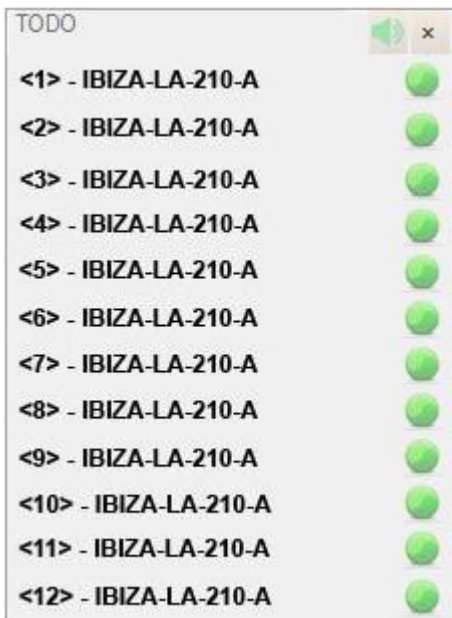 TODO
<1> - IBIZA-LA-210-A
<2> - IBIZA-LA-210-A
<3> - IBIZA-LA-210-A
<4> - IBIZA-LA-210-A
<5> - IBIZA-LA-210-A
<6> - IBIZA-LA-210-A
<7> - IBIZA-LA-210-A
<8> - IBIZA-LA-210-A
<9> - IBIZA-LA-210-A
<10> - IBIZA-LA-210-A
<11> - IBIZA-LA-210-A
<12> - IBIZA-LA-210-A